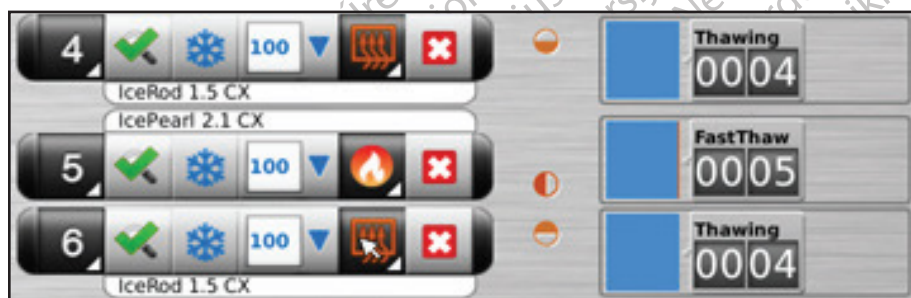 4 100 Thawing
0004
IceRod 1.5 CX
IcePearl 2.1 CX
5 100 FastThaw
0005
6 100 Thawing
0004
IceRod 1.5 CX